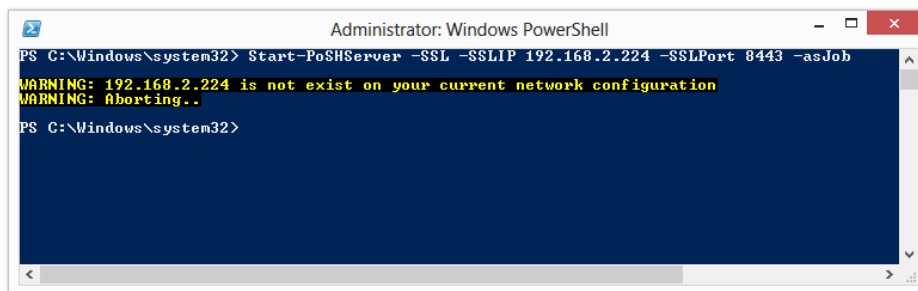 Administrator: Windows PowerShell
PS C:\Windows\system32> Start-PoSHServer -SSL -SSLIP 192.168.2.224 -SSLPort 8443 -asJob
WARNING: 192.168.2.224 is not exist on your current network configuration
WARNING: Aborting..
PS C:\Windows\system32>